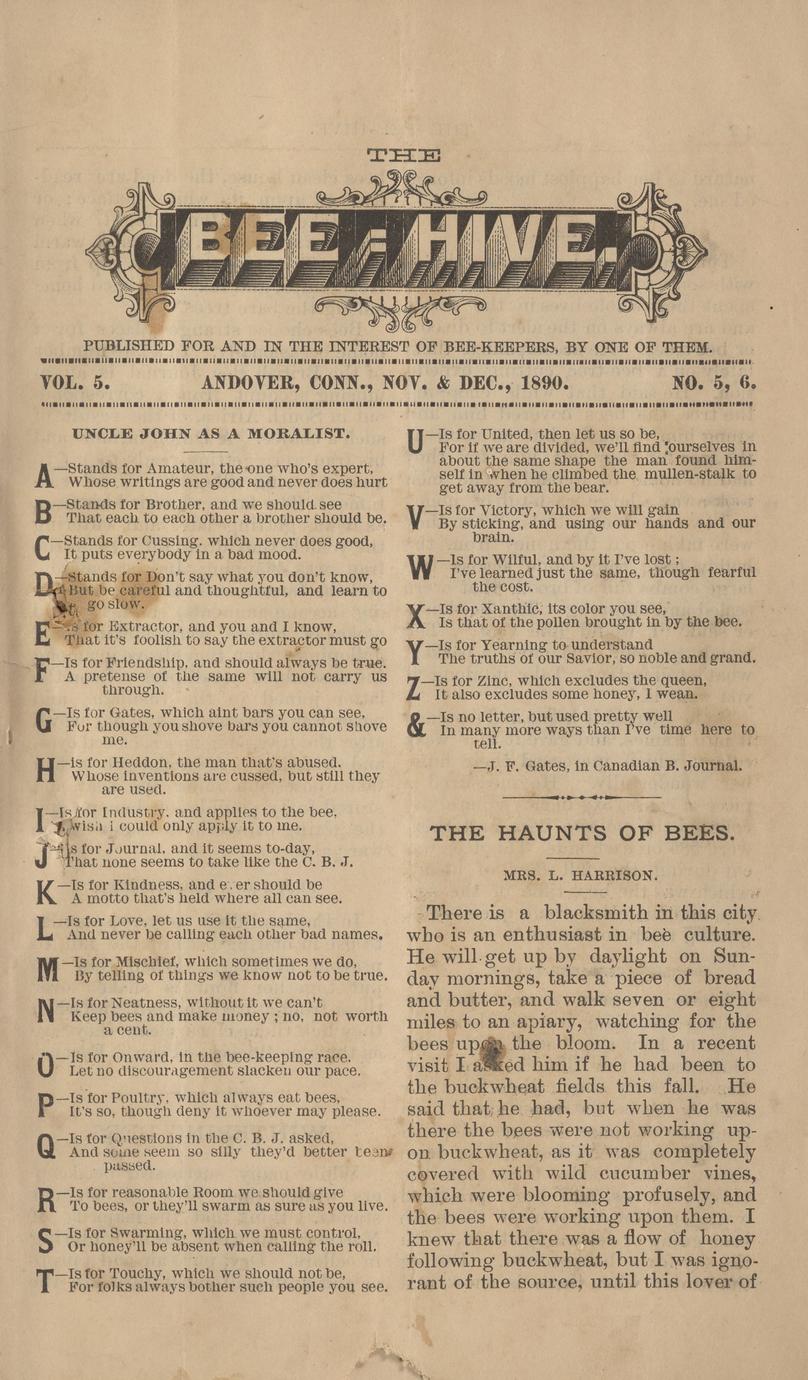 THE
BEE-HIVE.
PUBLISHED FOR AND IN THE INTEREST OF BEE-KEEPERS, BY ONE OF THEM.
VOL. 5. ANDOVER, CONN., NOV. & DEC., 1890. NO. 5, 6.
UNCLE JOHN AS A MORALIST.
A—Stands for Amateur, the one who's expert,
Whose writings are good and never does hurt
B—Stands for Brother, and we should see
That each to each other a brother should be.
C—Stands for Cussing, which never does good,
It puts everybody in a bad mood.
D—Stands for Don't say what you don't know,
But be careful and thoughtful, and learn to
go slow.
E—Is for Extractor, and you and I know,
That it's foolish to say the extractor must go
F—Is for Friendship, and should always be true.
A pretense of the same will not carry us
through.
G—Is for Gates, which aint bars you can see,
For though you shove bars you cannot shove
me.
H—is for Heddon, the man that's abused.
Whose inventions are cussed, but still they
are used.
I—Is for Industry, and applies to the bee,
I wish i could only apply it to me.
J—Is for Journal, and it seems to-day,
That none seems to take like the C. B. J.
K—Is for Kindness, and e er should be
A motto that's held where all can see.
L—Is for Love, let us use it the same,
And never be calling each other bad names.
M—Is for Mischief, which sometimes we do,
By telling of things we know not to be true.
N—Is for Neatness, without it we can't
Keep bees and make money ; no, not worth
a cent.
O—Is for Onward, in the bee-keeping race.
Let no discouragement slacken our pace.
P—Is for Poultry, which always eat bees,
It's so, though deny it whoever may please.
Q—Is for Questions in the C. B. J. asked,
And some seem so silly they'd better been
passed.
R—Is for reasonable Room we should give
To bees, or they'll swarm as sure as you live.
S—Is for Swarming, which we must control,
Or honey'll be absent when calling the roll.
T—Is for Touchy, which we should not be,
For folks always bother such people you see.
U—Is for United, then let us so be,
For if we are divided, we'll find ourselves in
about the same shape the man found him-
self in when he climbed the mullen-stalk to
get away from the bear.
V—Is for Victory, which we will gain
By sticking, and using our hands and our
brain.
W—Is for Wilful, and by it I've lost ;
I've learned just the same, though fearful
the cost.
X—Is for Xanthic, its color you see,
Is that of the pollen brought in by the bee.
Y—Is for Yearning to understand
The truths of our Savior, so noble and grand.
Z—Is for Zinc, which excludes the queen,
It also excludes some honey, I wean.
&—Is no letter, but used pretty well
In many more ways than I've time here to
tell.
—J. F. Gates, in Canadian B. Journal.
THE HAUNTS OF BEES.
MRS. L. HARRISON.
There is a blacksmith in this city
who is an enthusiast in bee culture.
He will get up by daylight on Sun-
day mornings, take a piece of bread
and butter, and walk seven or eight
miles to an apiary, watching for the
bees upon the bloom. In a recent
visit I asked him if he had been to
the buckwheat fields this fall. He
said that he had, but when he was
there the bees were not working up-
on buckwheat, as it was completely
covered with wild cucumber vines,
which were blooming profusely, and
the bees were working upon them. I
knew that there was a flow of honey
following buckwheat, but I was igno-
rant of the source, until this lover of